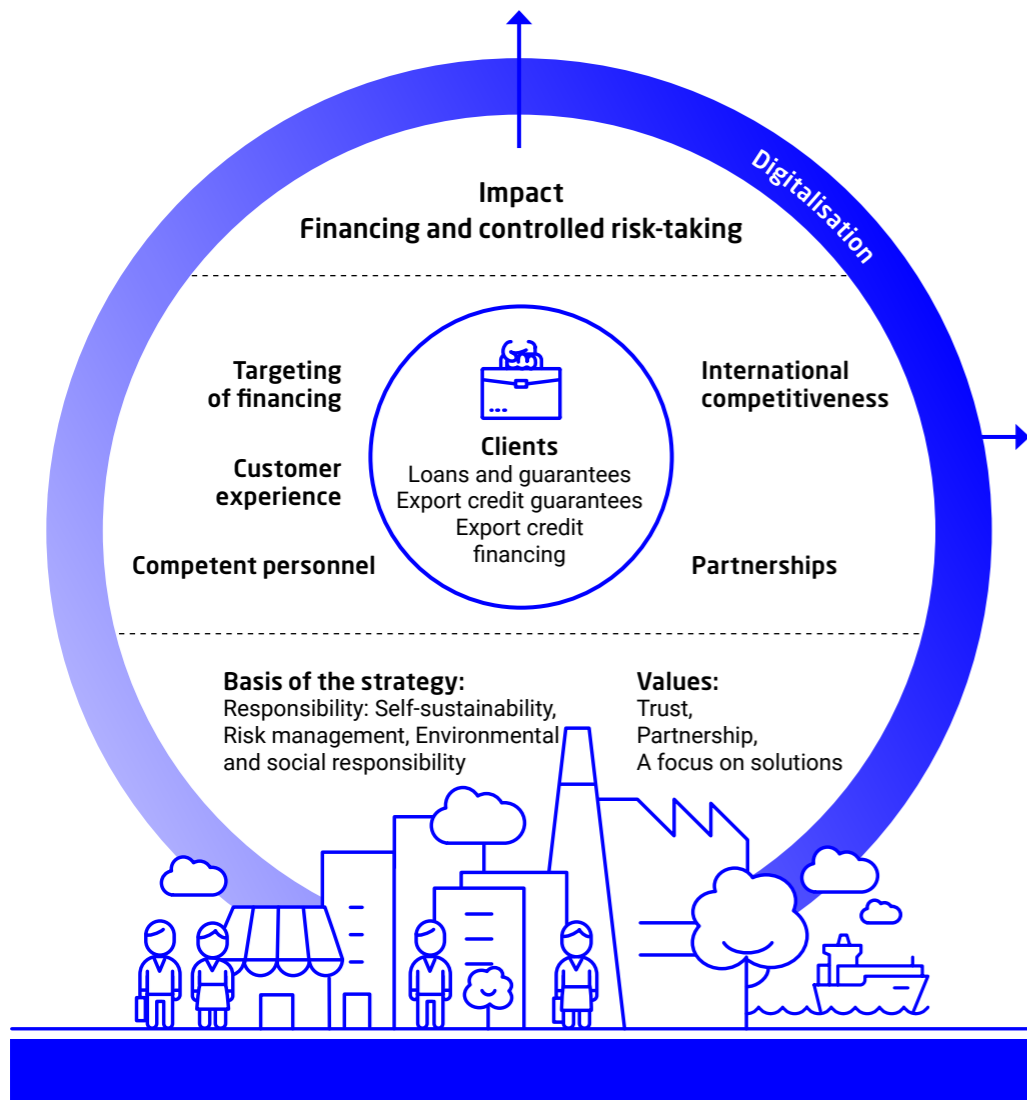 Digitalisation
Impact
Financing and controlled risk-taking
Targeting
of financing
Customer
experience
Competent personnel
Clients
Loans and guarantees
Export credit guarantees
Export credit
financing
International
competitiveness
Partnerships
Basis of the strategy:
Responsibility: Self-sustainability,
Risk management, Environmental
and social responsibility
Values:
Trust,
Partnership,
A focus on solutions